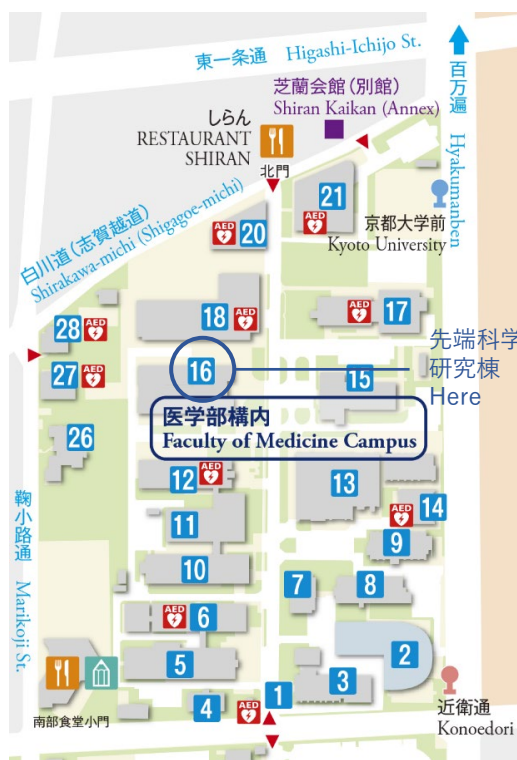 東一条通 Higashi-Ichijo St.
百万遍 Hyakumanben
芝蘭会館（別館）
Shiran Kaikan (Annex)
しらん
RESTAURANT
SHIRAN
北門
白川道（志賀越道）
Shirakawa-michi (Shigagoe-michi)
21
AED
AED
20
京都大学前
Kyoto University
18
AED
AED
17
28
AED
27
AED
16
先端科学
研究棟
Here
15
医学部構内
Faculty of Medicine Campus
26
12
AED
13
AED
14
11
9
10
鞠小路通 Marikoji St.
7
8
AED
6
5
2
3
1
4
AED
南部食堂小門
近衛通
Konoedori